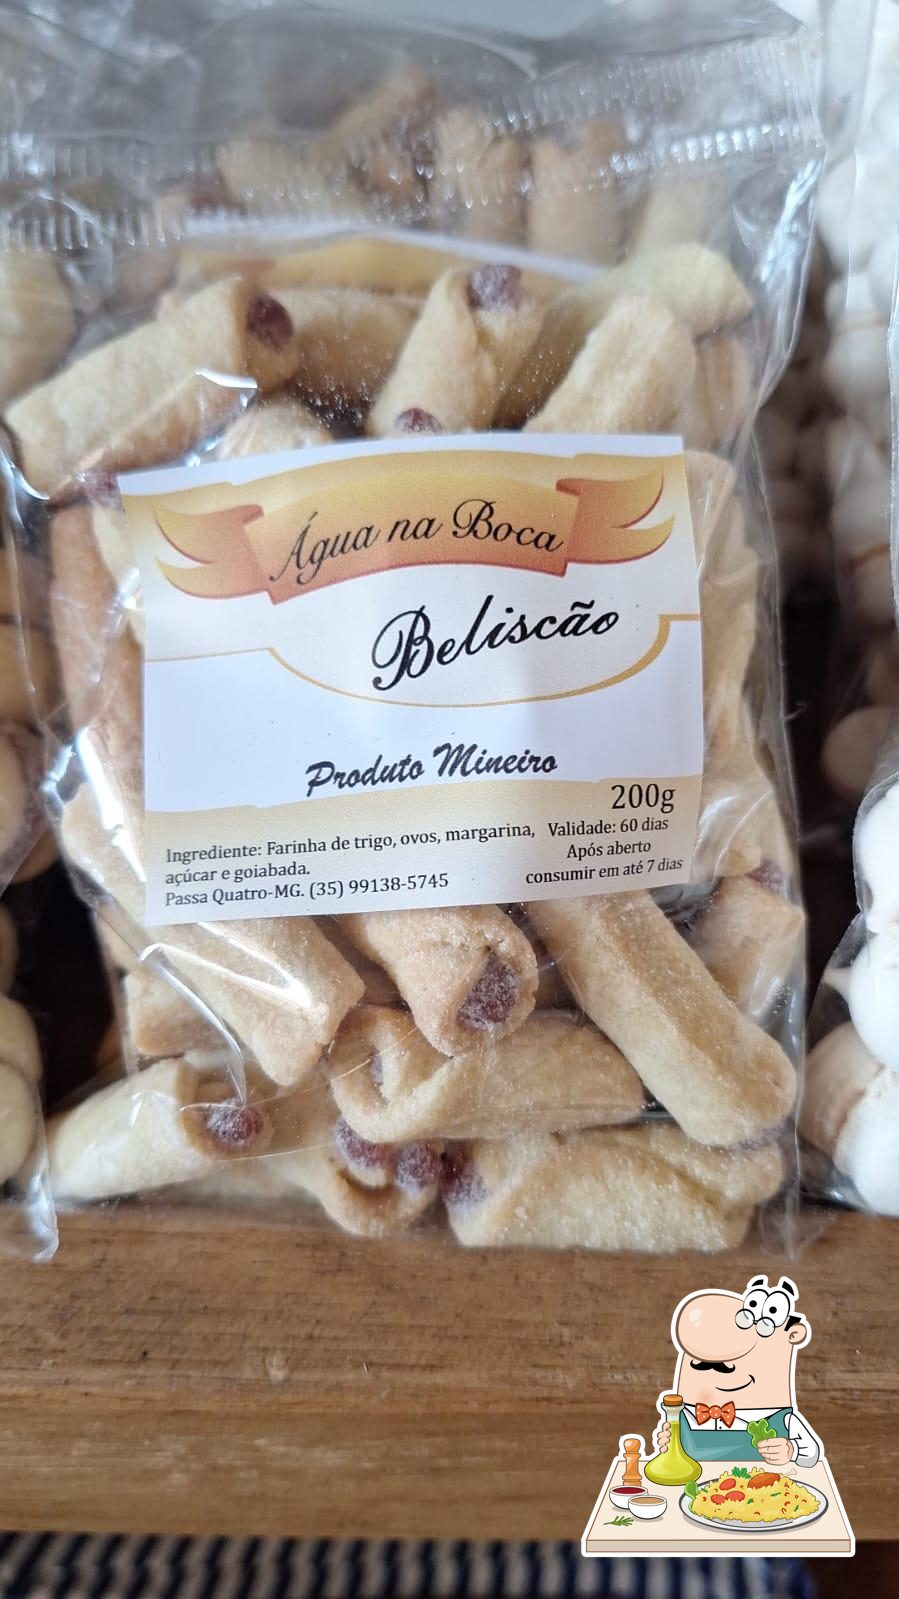 Água na Boca
Beliscão
Produto Mineiro
200g
Ingrediente: Farinha de trigo, ovos, margarina,
açúcar e goiabada.
Passa Quatro-MG. (35) 99138-5745
Validade: 60 dias
Após aberto
consumir em até 7 dias